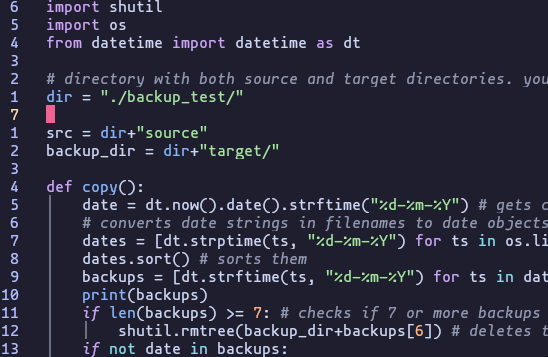 6 import shutil
5 import os
4 from datetime import datetime as dt
3
2 # directory with both source and target directories. you
1 dir = "./backup_test/"
7
1 src = dir+"source"
2 backup_dir = dir+"target/"
3
4 def copy():
5 date = dt.now().date().strftime("%d-%m-%Y") # gets c
6 # converts date strings in filenames to date objects
7 dates = [dt.strptime(ts, "%d-%m-%Y") for ts in os.li
8 dates.sort() # sorts them
9 backups = [dt.strftime(ts, "%d-%m-%Y") for ts in dat
10 print(backups)
11 if len(backups) >= 7: # checks if 7 or more backups
12 shutil.rmtree(backup_dir+backups[6]) # deletes t
13 if not date in backups: